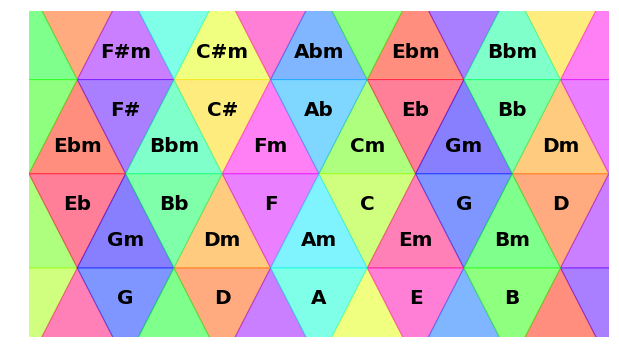 F#m C#m Abm Ebm Bbm
F# C# Ab Eb Bb
Ebm Bbm Fm Cm Gm Dm
Eb Bb F C G D
Gm Dm Am Em Bm
G D A E B